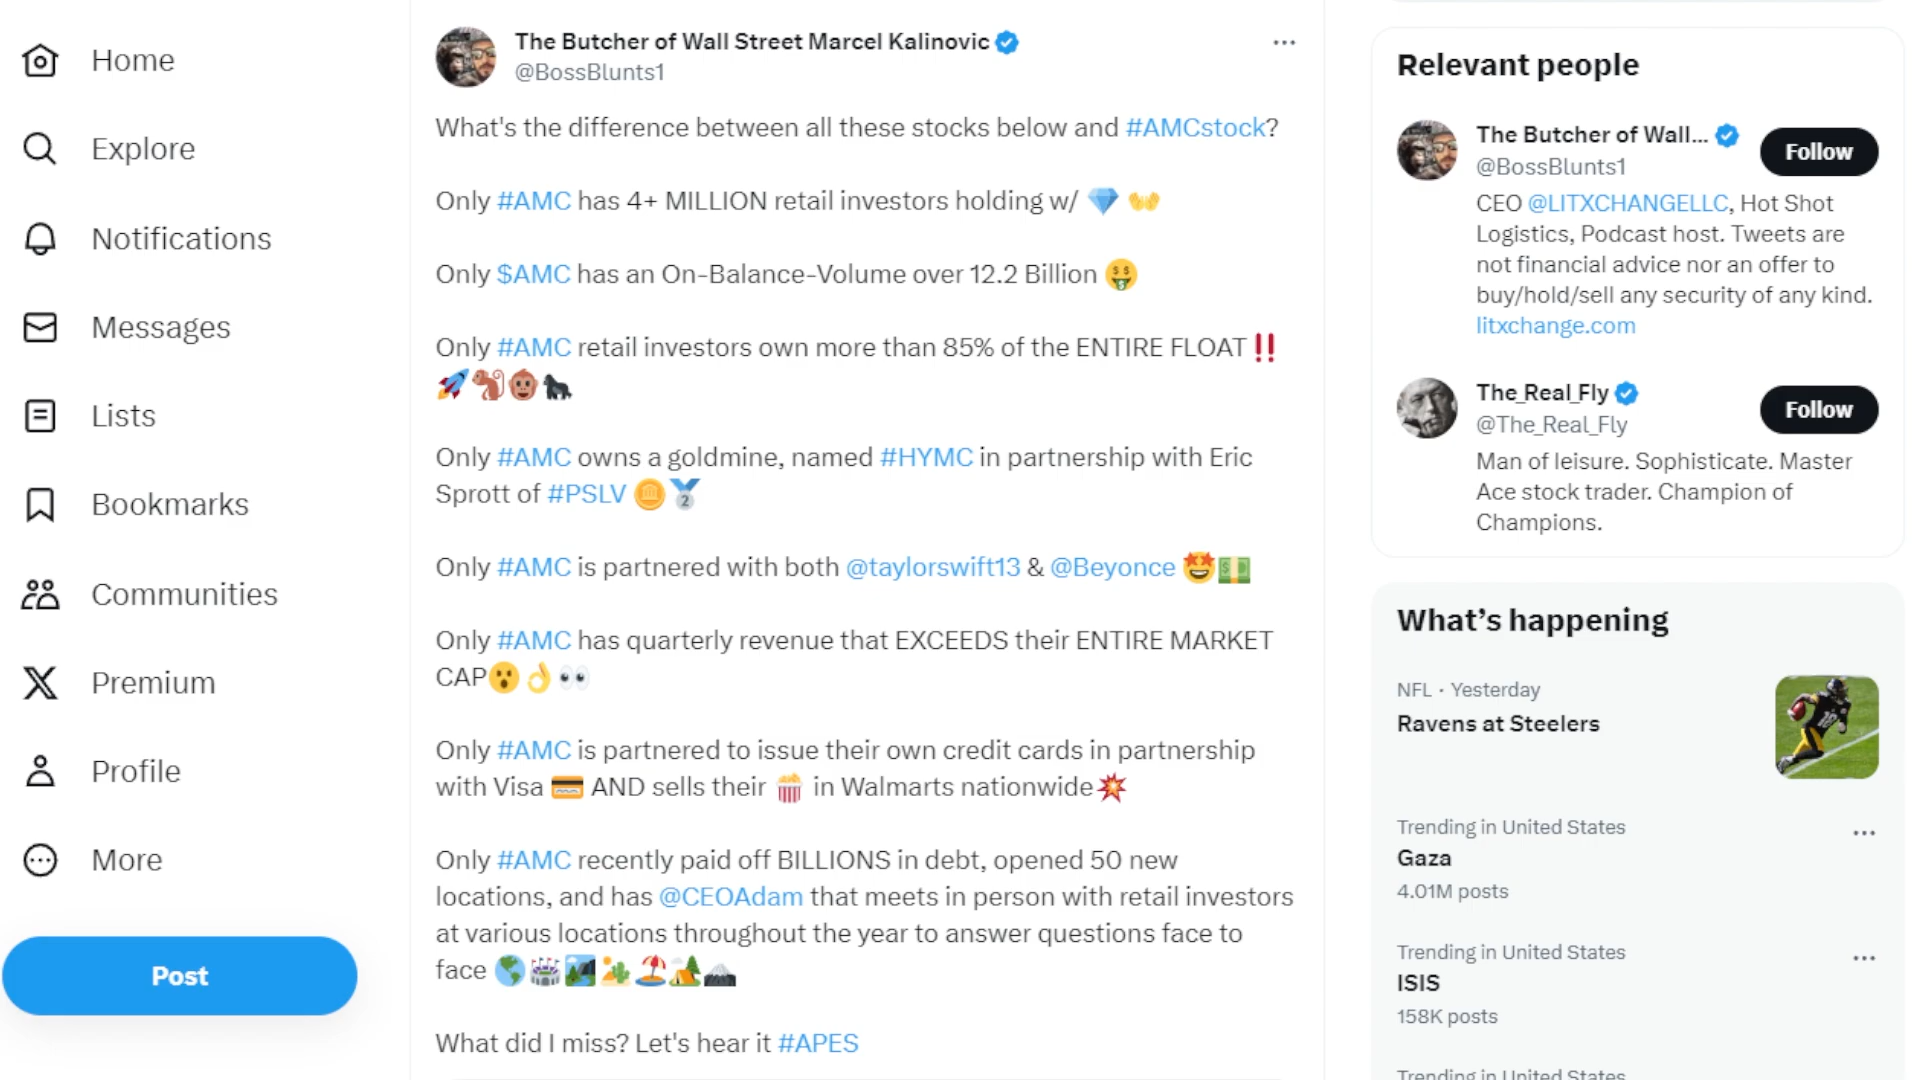 Home
Explore
Notifications
Messages
Lists
Bookmarks
Communities
Premium
Profile
More
Post
The Butcher of Wall Street Marcel Kalinovic
@BossBlunts1
What's the difference between all these stocks below and #AMCstock?
Only #AMC has 4+ MILLION retail investors holding w/ 💎 👐
Only $AMC has an On-Balance-Volume over 12.2 Billion 🤑
Only #AMC retail investors own more than 85% of the ENTIRE FLOAT‼️
🚀🐒🐵🦍
Only #AMC owns a goldmine, named #HYMC in partnership with Eric
Sprott of #PSLV 🪙🥈
Only #AMC is partnered with both @taylorswift13 & @Beyonce 🤩💵
Only #AMC has quarterly revenue that EXCEEDS their ENTIRE MARKET
CAP😮👌👀
Only #AMC is partnered to issue their own credit cards in partnership
with Visa 💳 AND sells their 🍿 in Walmarts nationwide💥
Only #AMC recently paid off BILLIONS in debt, opened 50 new
locations, and has @CEOAdam that meets in person with retail investors
at various locations throughout the year to answer questions face to
face 🌎🏟️🏞️🏜️🏖️🏕️⛰️
What did I miss? Let's hear it #APES
Relevant people
The Butcher of Wall...
@BossBlunts1
Follow
CEO @LITXCHANGELLC, Hot Shot
Logistics, Podcast host. Tweets are
not financial advice nor an offer to
buy/hold/sell any security of any kind.
litxchange.com
The_Real_Fly
@The_Real_Fly
Follow
Man of leisure. Sophisticate. Master
Ace stock trader. Champion of
Champions.
What's happening
NFL · Yesterday
Ravens at Steelers
Trending in United States
Gaza
4.01M posts
Trending in United States
ISIS
158K posts
Trending in United States